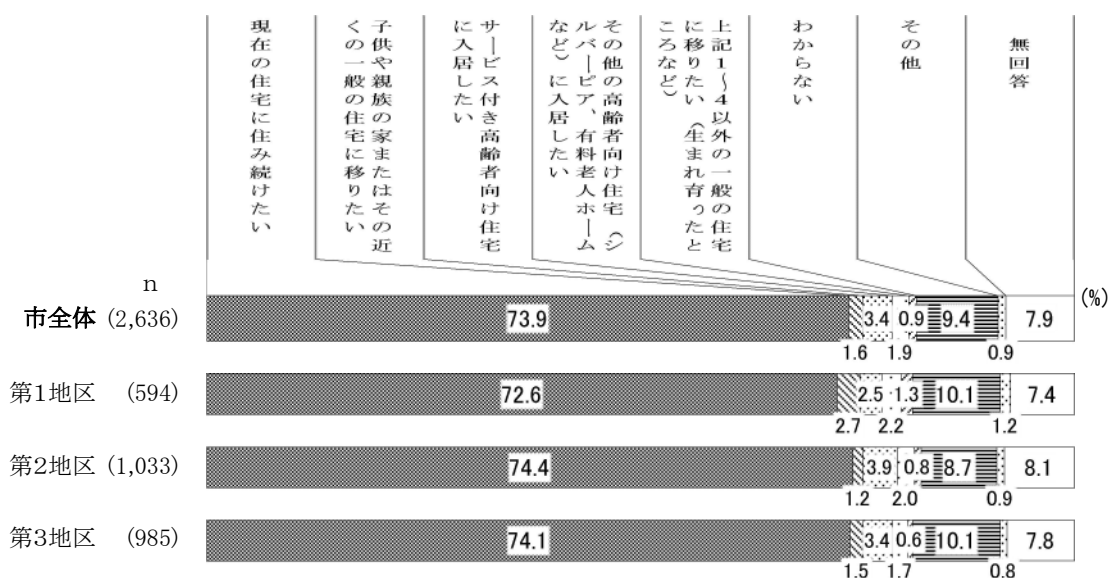 現在の住宅に住み続けたい
子供や親族の家またはその近
くの一般の住宅に移りたい
サービス付き高齢者向け住宅
に入居したい
その他の高齢者向け住宅（シ
ルバーピア、有料老人ホーム
など）に入居したい
上記1～4以外の一般の住宅
に移りたい（生まれ育ったと
ころなど）
わからない
その他
無回答
n
(%)
市全体 (2,636)
73.9
3.4
0.9
9.4
7.9
1.6
1.9
0.9
第1地区 (594)
72.6
2.5
1.3
10.1
7.4
2.7
2.2
1.2
第2地区 (1,033)
74.4
3.9
0.8
8.7
8.1
1.2
2.0
0.9
第3地区 (985)
74.1
3.4
0.6
10.1
7.8
1.5
1.7
0.8